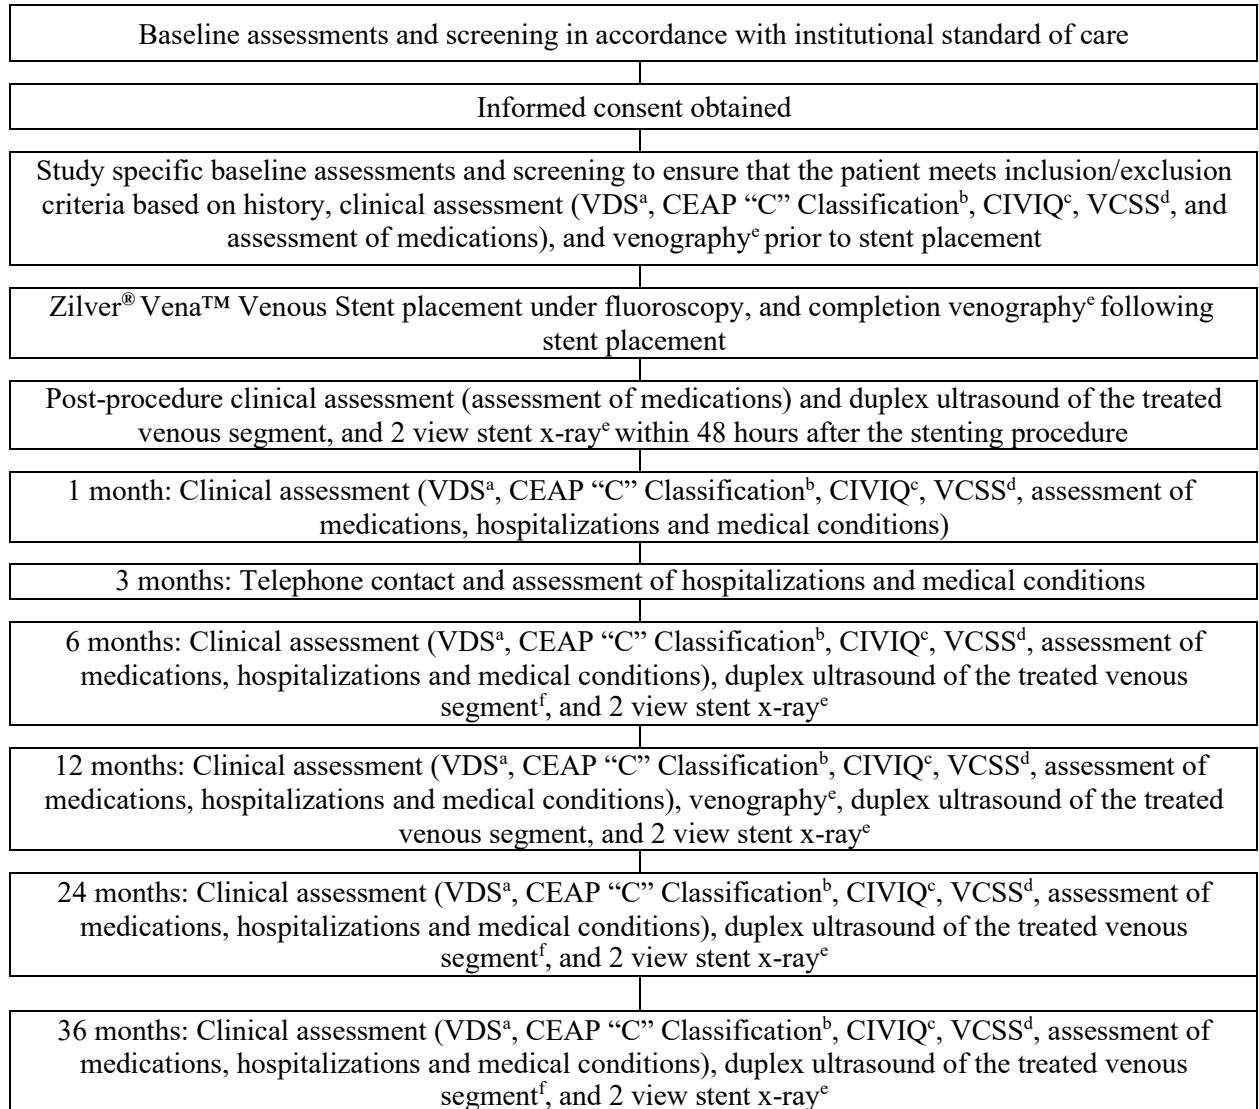 Baseline assessments and screening in accordance with institutional standard of care
Informed consent obtained
Study specific baseline assessments and screening to ensure that the patient meets inclusion/exclusion
criteria based on history, clinical assessment (VDSᵃ, CEAP “C” Classificationᵇ, CIVIQᶜ, VCSSᵈ, and
assessment of medications), and venographyᵉ prior to stent placement
Zilver® Vena™ Venous Stent placement under fluoroscopy, and completion venographyᵉ following
stent placement
Post-procedure clinical assessment (assessment of medications) and duplex ultrasound of the treated
venous segment, and 2 view stent x-rayᵉ within 48 hours after the stenting procedure
1 month: Clinical assessment (VDSᵃ, CEAP “C” Classificationᵇ, CIVIQᶜ, VCSSᵈ, assessment of
medications, hospitalizations and medical conditions)
3 months: Telephone contact and assessment of hospitalizations and medical conditions
6 months: Clinical assessment (VDSᵃ, CEAP “C” Classificationᵇ, CIVIQᶜ, VCSSᵈ, assessment of
medications, hospitalizations and medical conditions), duplex ultrasound of the treated venous
segmentᶠ, and 2 view stent x-rayᵉ
12 months: Clinical assessment (VDSᵃ, CEAP “C” Classificationᵇ, CIVIQᶜ, VCSSᵈ, assessment of
medications, hospitalizations and medical conditions), venographyᵉ, duplex ultrasound of the treated
venous segment, and 2 view stent x-rayᵉ
24 months: Clinical assessment (VDSᵃ, CEAP “C” Classificationᵇ, CIVIQᶜ, VCSSᵈ, assessment of
medications, hospitalizations and medical conditions), duplex ultrasound of the treated venous
segmentᶠ, and 2 view stent x-rayᵉ
36 months: Clinical assessment (VDSᵃ, CEAP “C” Classificationᵇ, CIVIQᶜ, VCSSᵈ, assessment of
medications, hospitalizations and medical conditions), duplex ultrasound of the treated venous
segmentᶠ, and 2 view stent x-rayᵉ